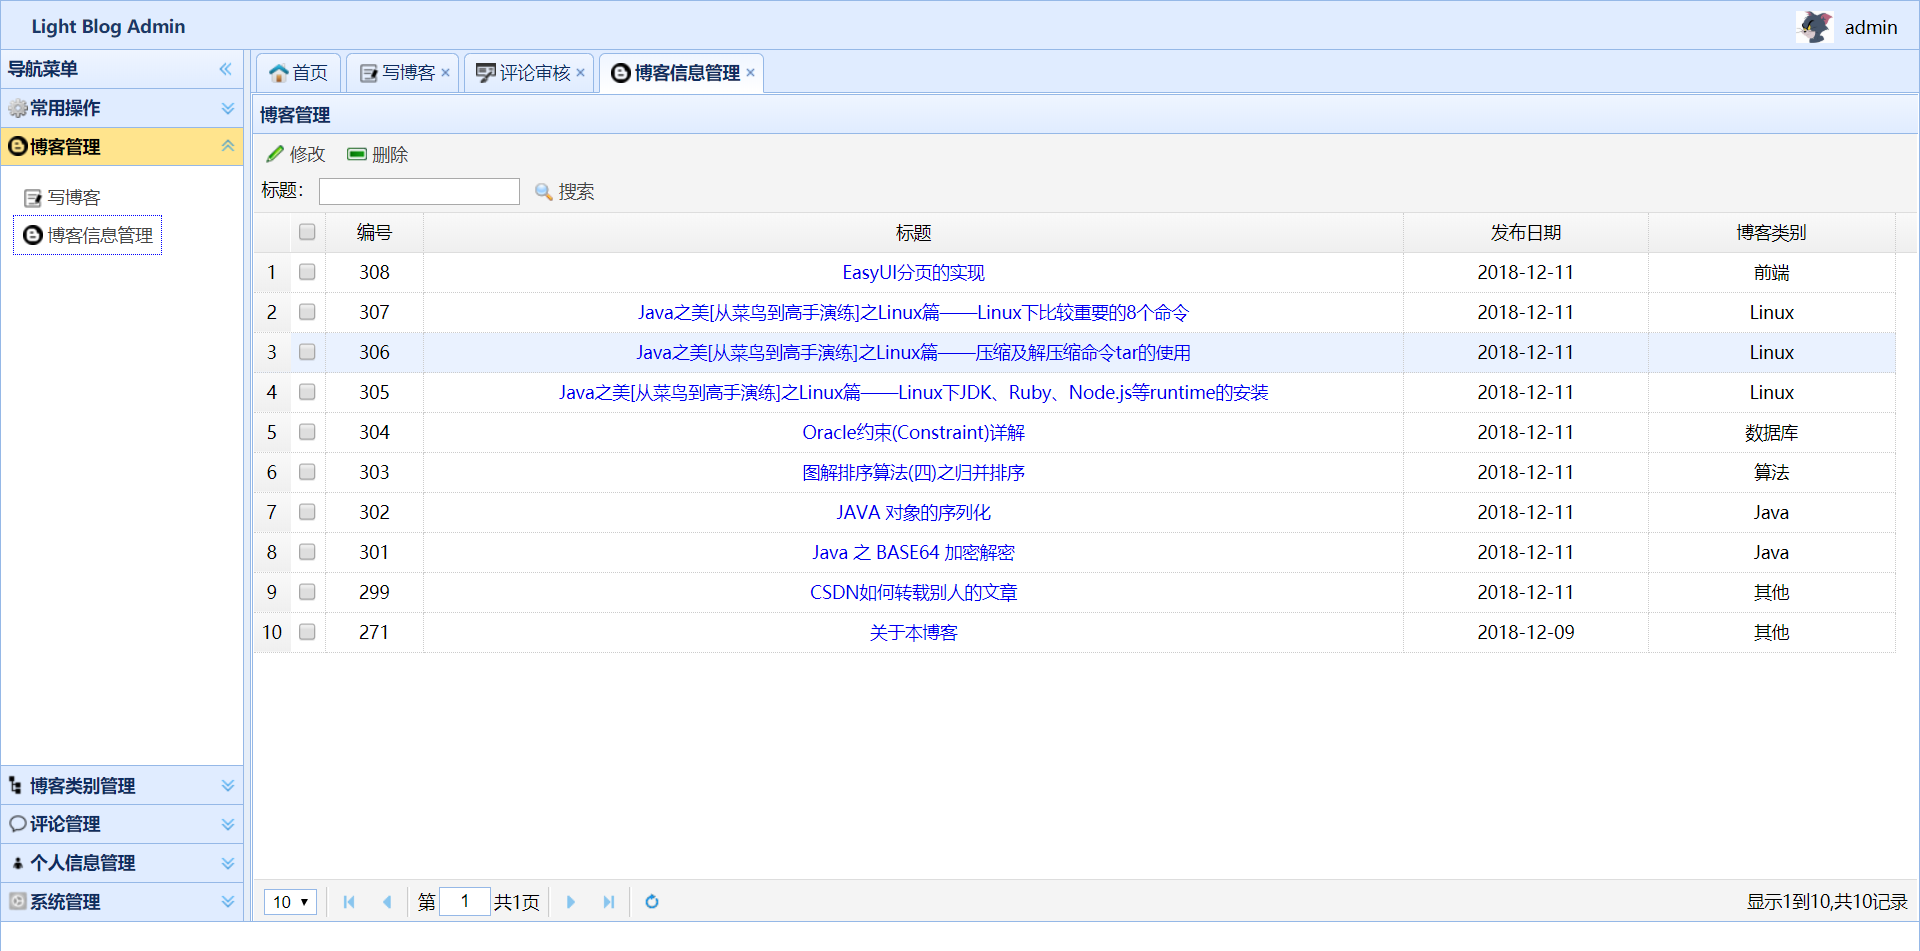 Light Blog Admin
admin
导航菜单
常用操作
博客管理
写博客
博客信息管理
博客类别管理
评论管理
个人信息管理
系统管理
首页 写博客 评论审核 博客信息管理
博客管理
修改 删除
标题: 搜索
编号 标题 发布日期 博客类别
1 308 EasyUI分页的实现 2018-12-11 前端
2 307 Java之美[从菜鸟到高手演练]之Linux篇——Linux下比较重要的8个命令 2018-12-11 Linux
3 306 Java之美[从菜鸟到高手演练]之Linux篇——压缩及解压缩命令tar的使用 2018-12-11 Linux
4 305 Java之美[从菜鸟到高手演练]之Linux篇——Linux下JDK、Ruby、Node.js等runtime的安装 2018-12-11 Linux
5 304 Oracle约束(Constraint)详解 2018-12-11 数据库
6 303 图解排序算法(四)之归并排序 2018-12-11 算法
7 302 JAVA 对象的序列化 2018-12-11 Java
8 301 Java 之 BASE64 加密解密 2018-12-11 Java
9 299 CSDN如何转载别人的文章 2018-12-11 其他
10 271 关于本博客 2018-12-09 其他
10 第 1 共1页 显示1到10,共10记录